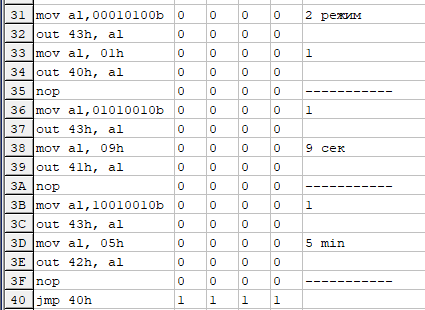 31 mov al,00010100b 0 0 0 0 2 режим
32 out 43h, al 0 0 0 0
33 mov al, 01h 0 0 0 0 1
34 out 40h, al 0 0 0 0
35 nop 0 0 0 0 -----------
36 mov al,01010010b 0 0 0 0 1
37 out 43h, al 0 0 0 0
38 mov al, 09h 0 0 0 0 9 сек
39 out 41h, al 0 0 0 0
3A nop 0 0 0 0 -----------
3B mov al,10010010b 0 0 0 0 1
3C out 43h, al 0 0 0 0
3D mov al, 05h 0 0 0 0 5 min
3E out 42h, al 0 0 0 0
3F nop 0 0 0 0 -----------
40 jmp 40h 1 1 1 1